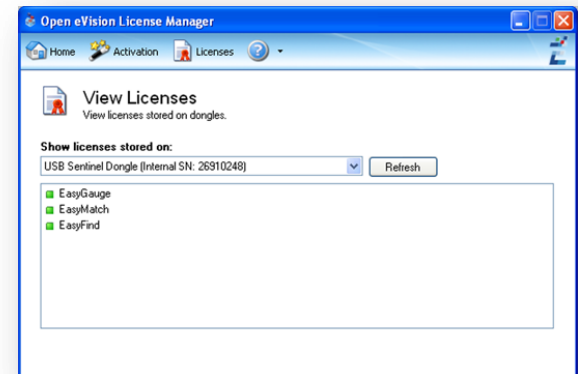 Open eVision License Manager
Home Activation Licenses
View Licenses
View licenses stored on dongles.
Show licenses stored on:
USB Sentinel Dongle (Internal SN: 26910248) Refresh
EasyGauge
EasyMatch
EasyFind